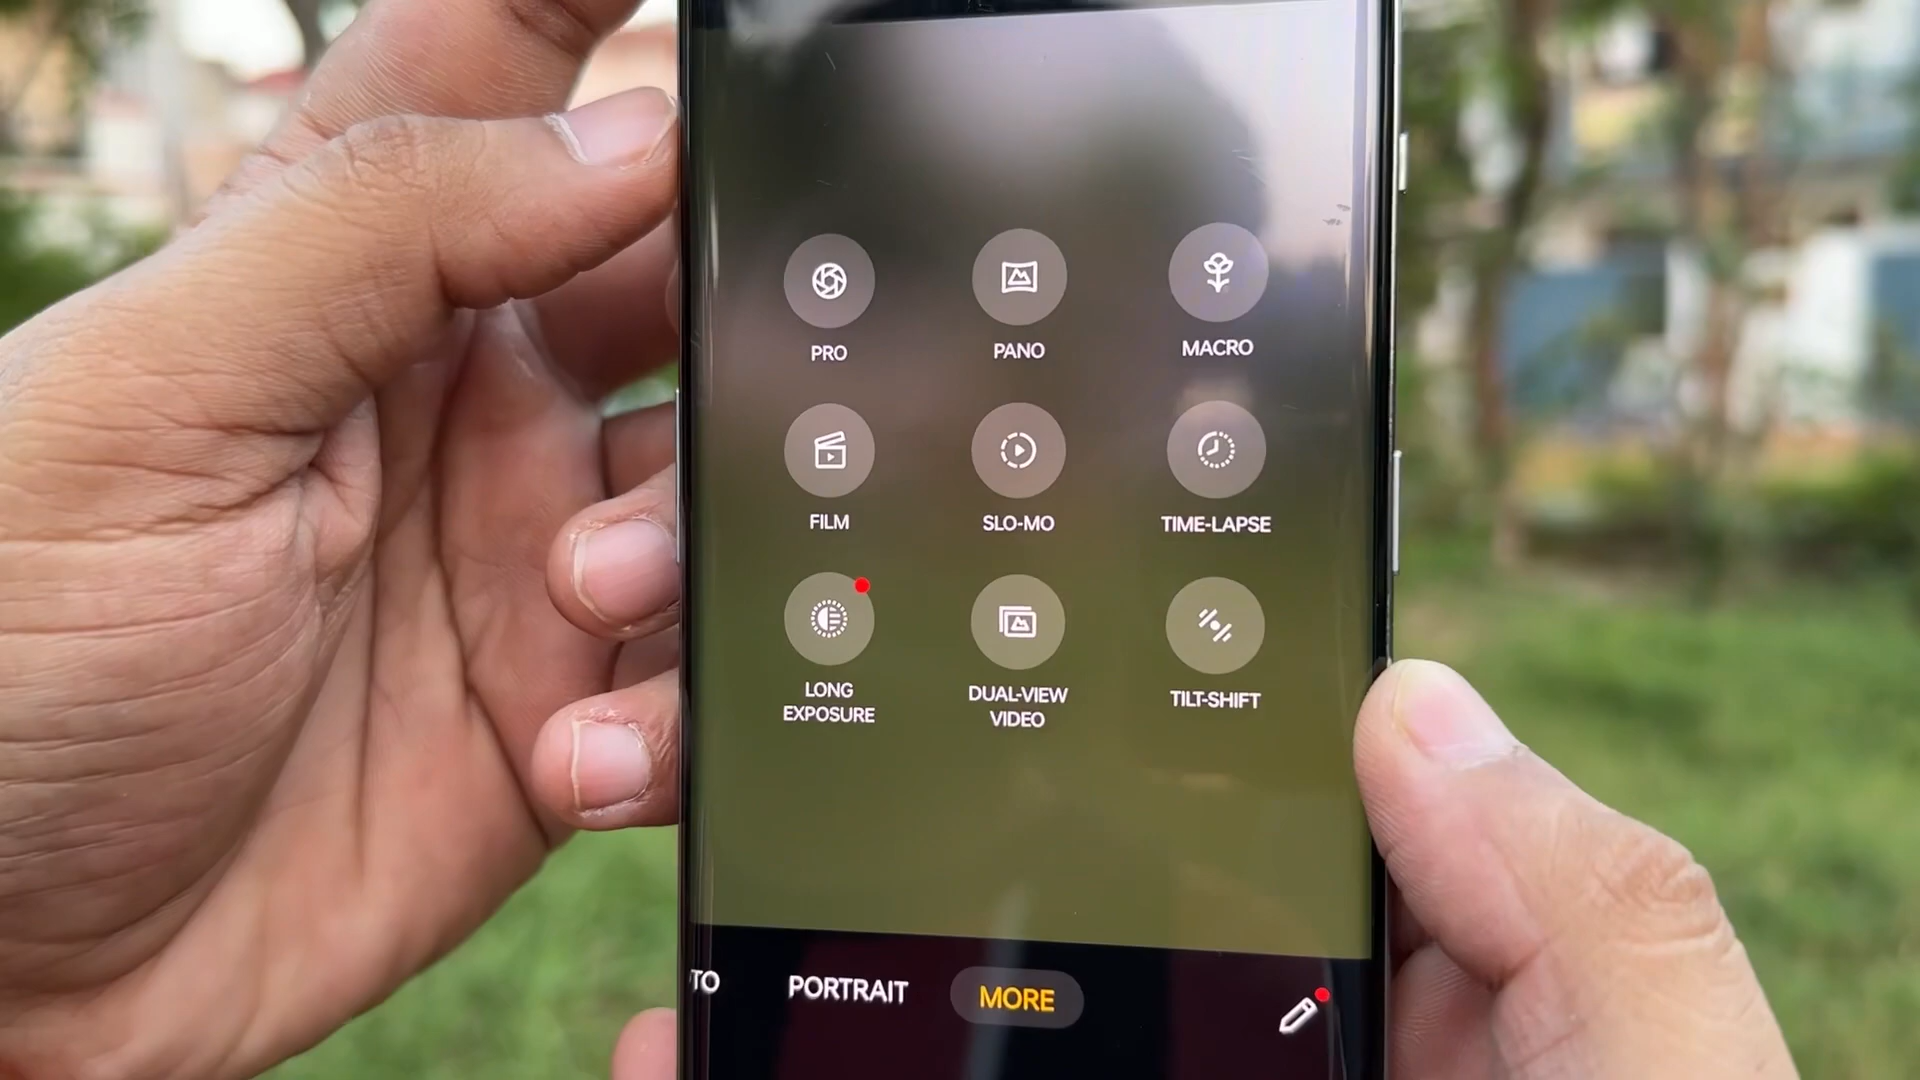 PRO
PANO
MACRO
FILM
SLO-MO
TIME-LAPSE
LONG
EXPOSURE
DUAL-VIEW
VIDEO
TILT-SHIFT
TO
PORTRAIT
MORE